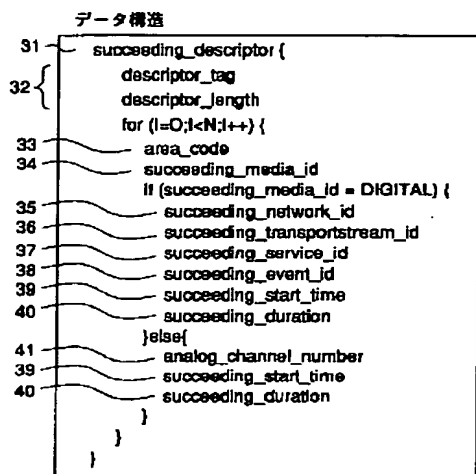 データ構造
31 succeeding_descriptor {
32 { descriptor_tag
descriptor_length
for (I=O;I<N;I++) {
33 area_code
34 succeeding_media_id
if (succeeding_media_id = DIGITAL) {
35 succeeding_network_id
36 succeeding_transportstream_id
37 succeeding_service_id
38 succeeding_event_id
39 succeeding_start_time
40 succeeding_duration
}else{
41 analog_channel_number
39 succeeding_start_time
40 succeeding_duration
}
}
}